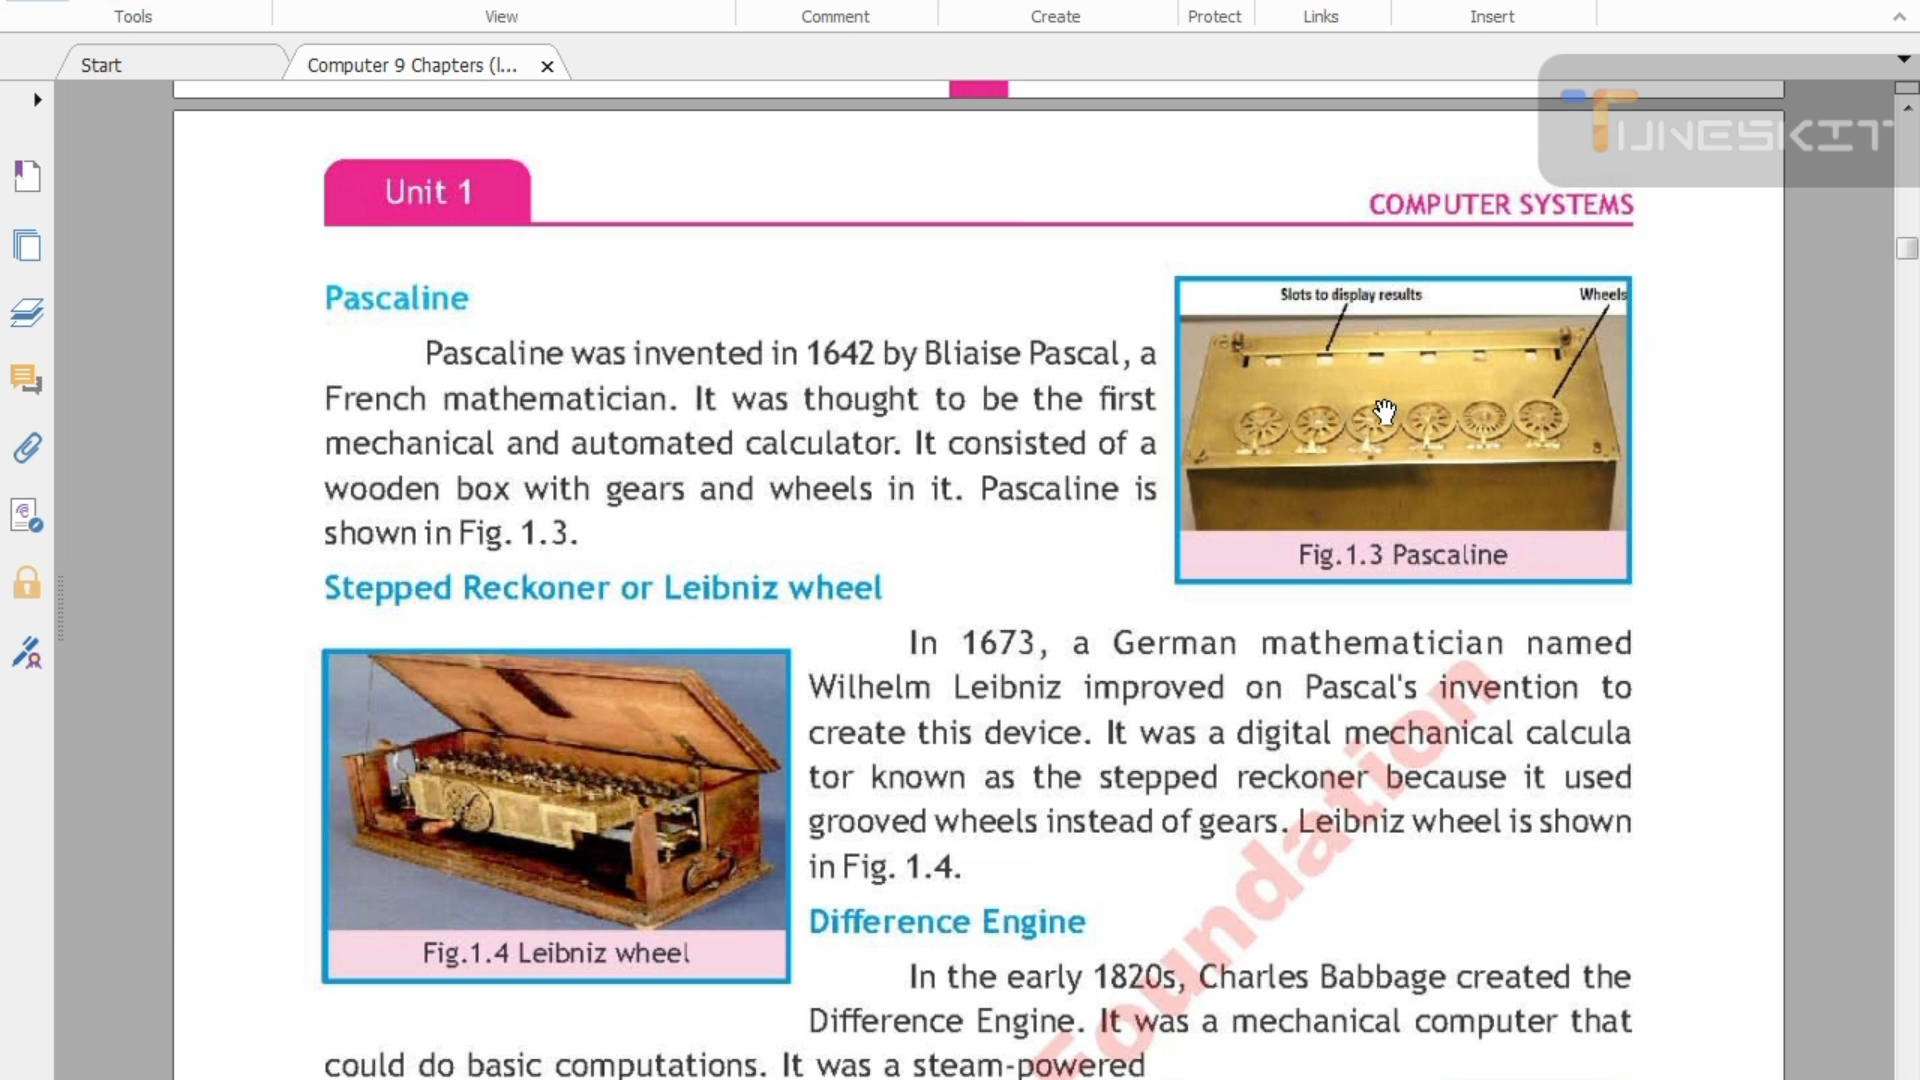 Tools View Comment Create Protect Links Insert
Start
Computer 9 Chapters (l...
TUNESKIT
Unit 1
COMPUTER SYSTEMS
Pascaline
Slots to display results
Wheels
Pascaline was invented in 1642 by Bliaise Pascal, a
French mathematician. It was thought to be the first
mechanical and automated calculator. It consisted of a
wooden box with gears and wheels in it. Pascaline is
shown in Fig. 1.3.
Fig.1.3 Pascaline
Stepped Reckoner or Leibniz wheel
In 1673, a German mathematician named
Wilhelm Leibniz improved on Pascal's invention to
create this device. It was a digital mechanical calcula
tor known as the stepped reckoner because it used
grooved wheels instead of gears. Leibniz wheel is shown
in Fig. 1.4.
Fig.1.4 Leibniz wheel
Difference Engine
In the early 1820s, Charles Babbage created the
Difference Engine. It was a mechanical computer that
could do basic computations. It was a steam-powered
Foundation